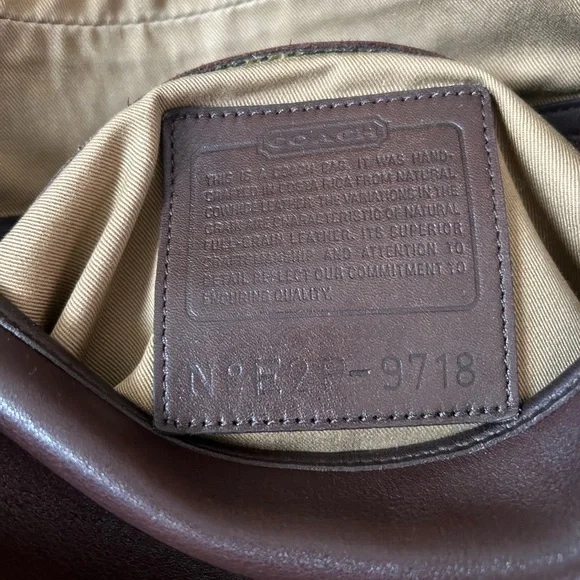 COACH
THIS IS A COACH BAG. IT WAS HAND-
CRAFTED IN COSTA RICA FROM NATURAL
COWHIDE LEATHER. THE VARIATIONS IN THE
GRAIN ARE CHARACTERISTIC OF NATURAL
FULL-GRAIN LEATHER. ITS SUPERIOR
CRAFTSMANSHIP AND ATTENTION TO
DETAIL REFLECT OUR COMMITMENT TO
ENDURING QUALITY.
Nº E2P-9718